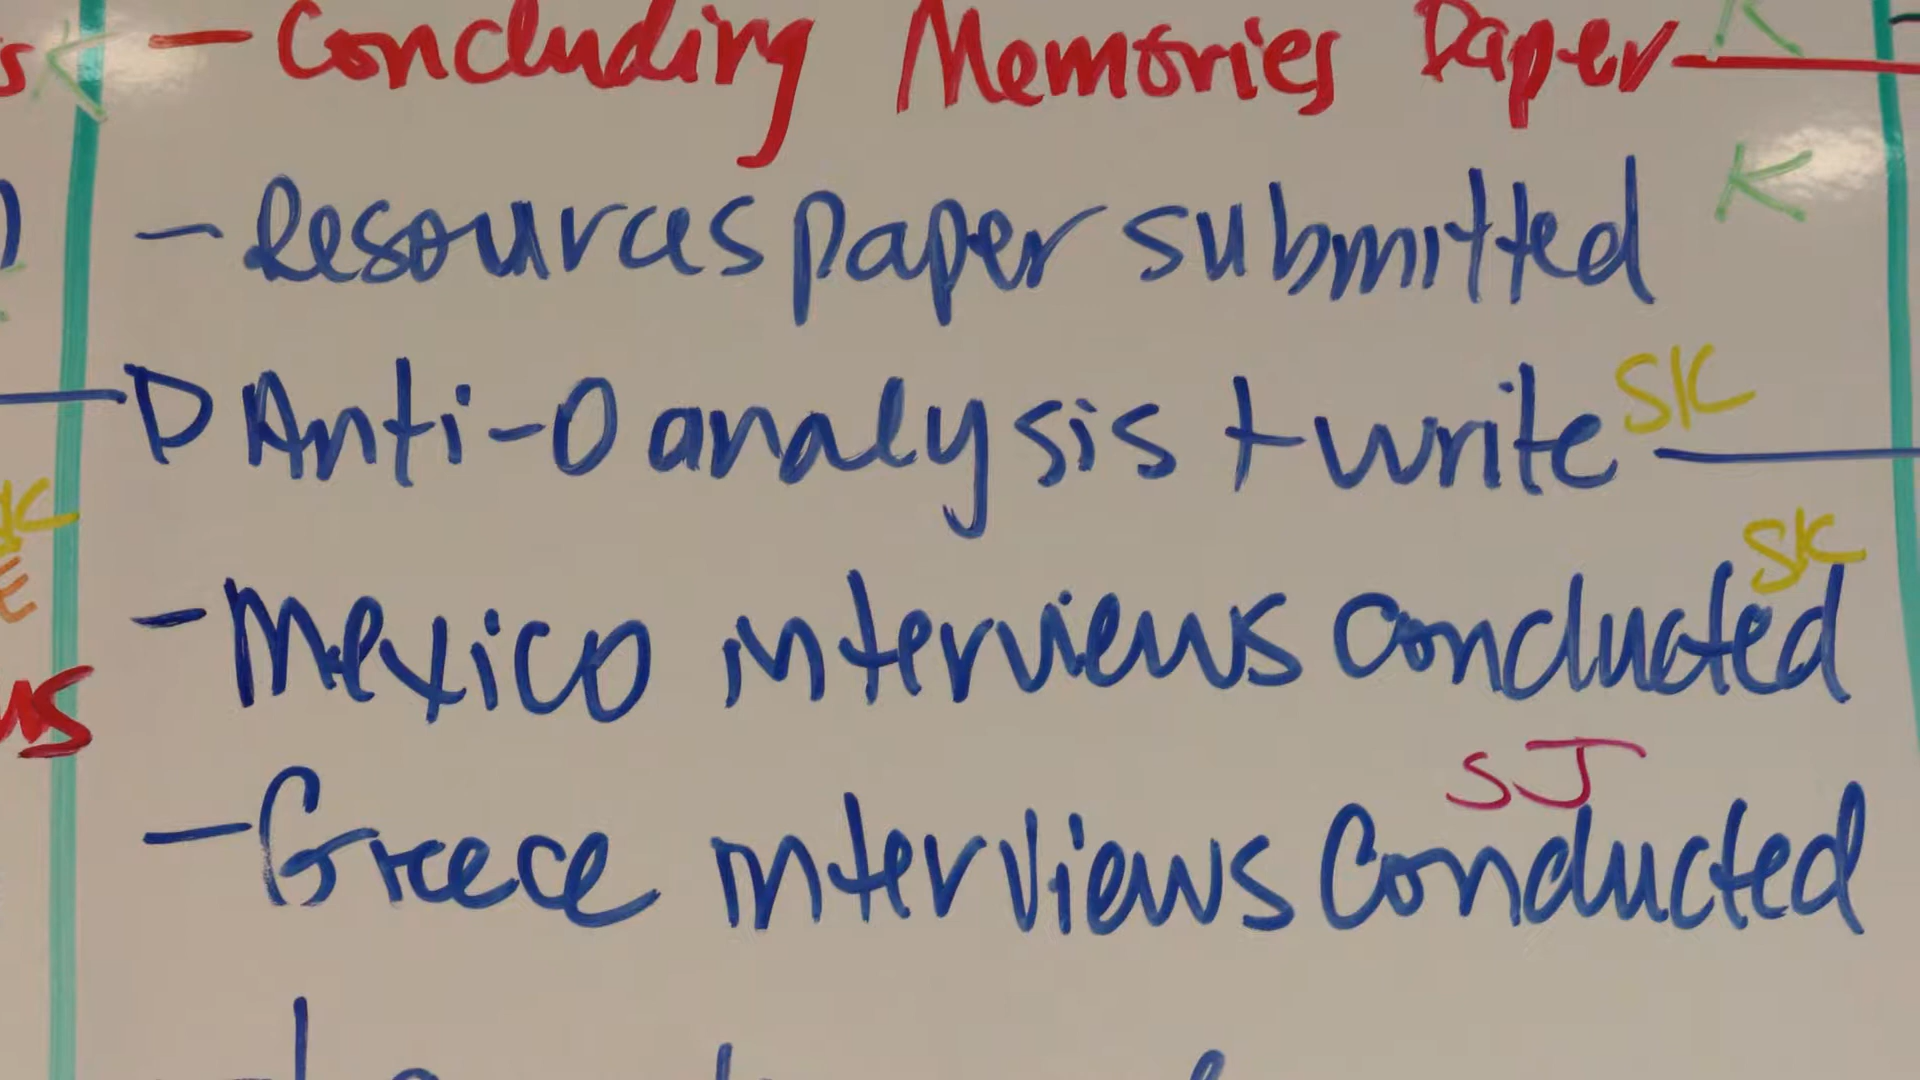 - Concluding Memories Paper K
- Resources paper submitted K
Anti-O analysis + write SK
- Mexico interviews conducted SK
- Greece interviews Conducted SJ